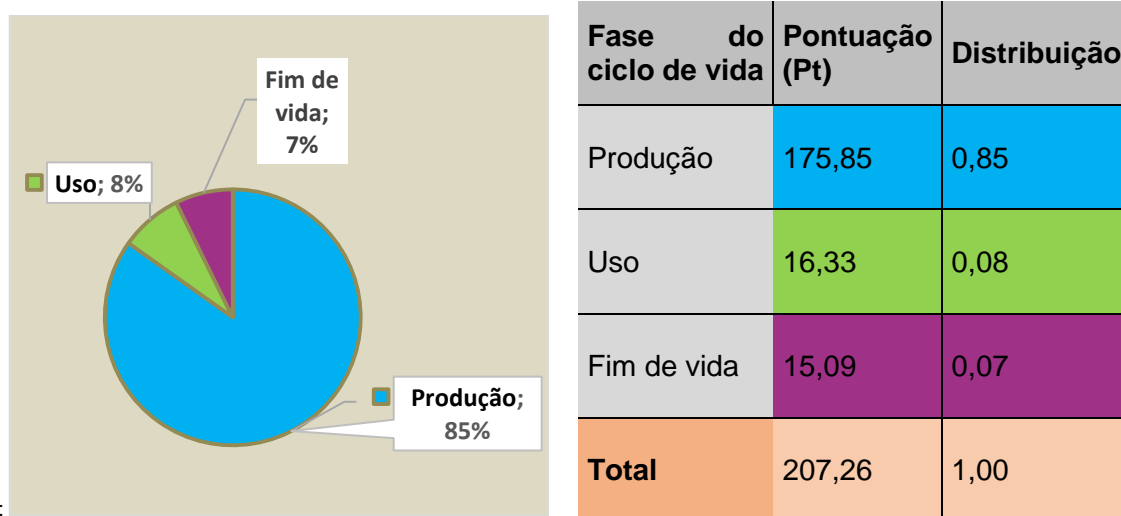 Fim de
vida;
7%
Uso; 8%
Produção;
85%
Fase do
ciclo de vida
Pontuação
(Pt)
Distribuição
Produção 175,85 0,85
Uso 16,33 0,08
Fim de vida 15,09 0,07
Total 207,26 1,00
: